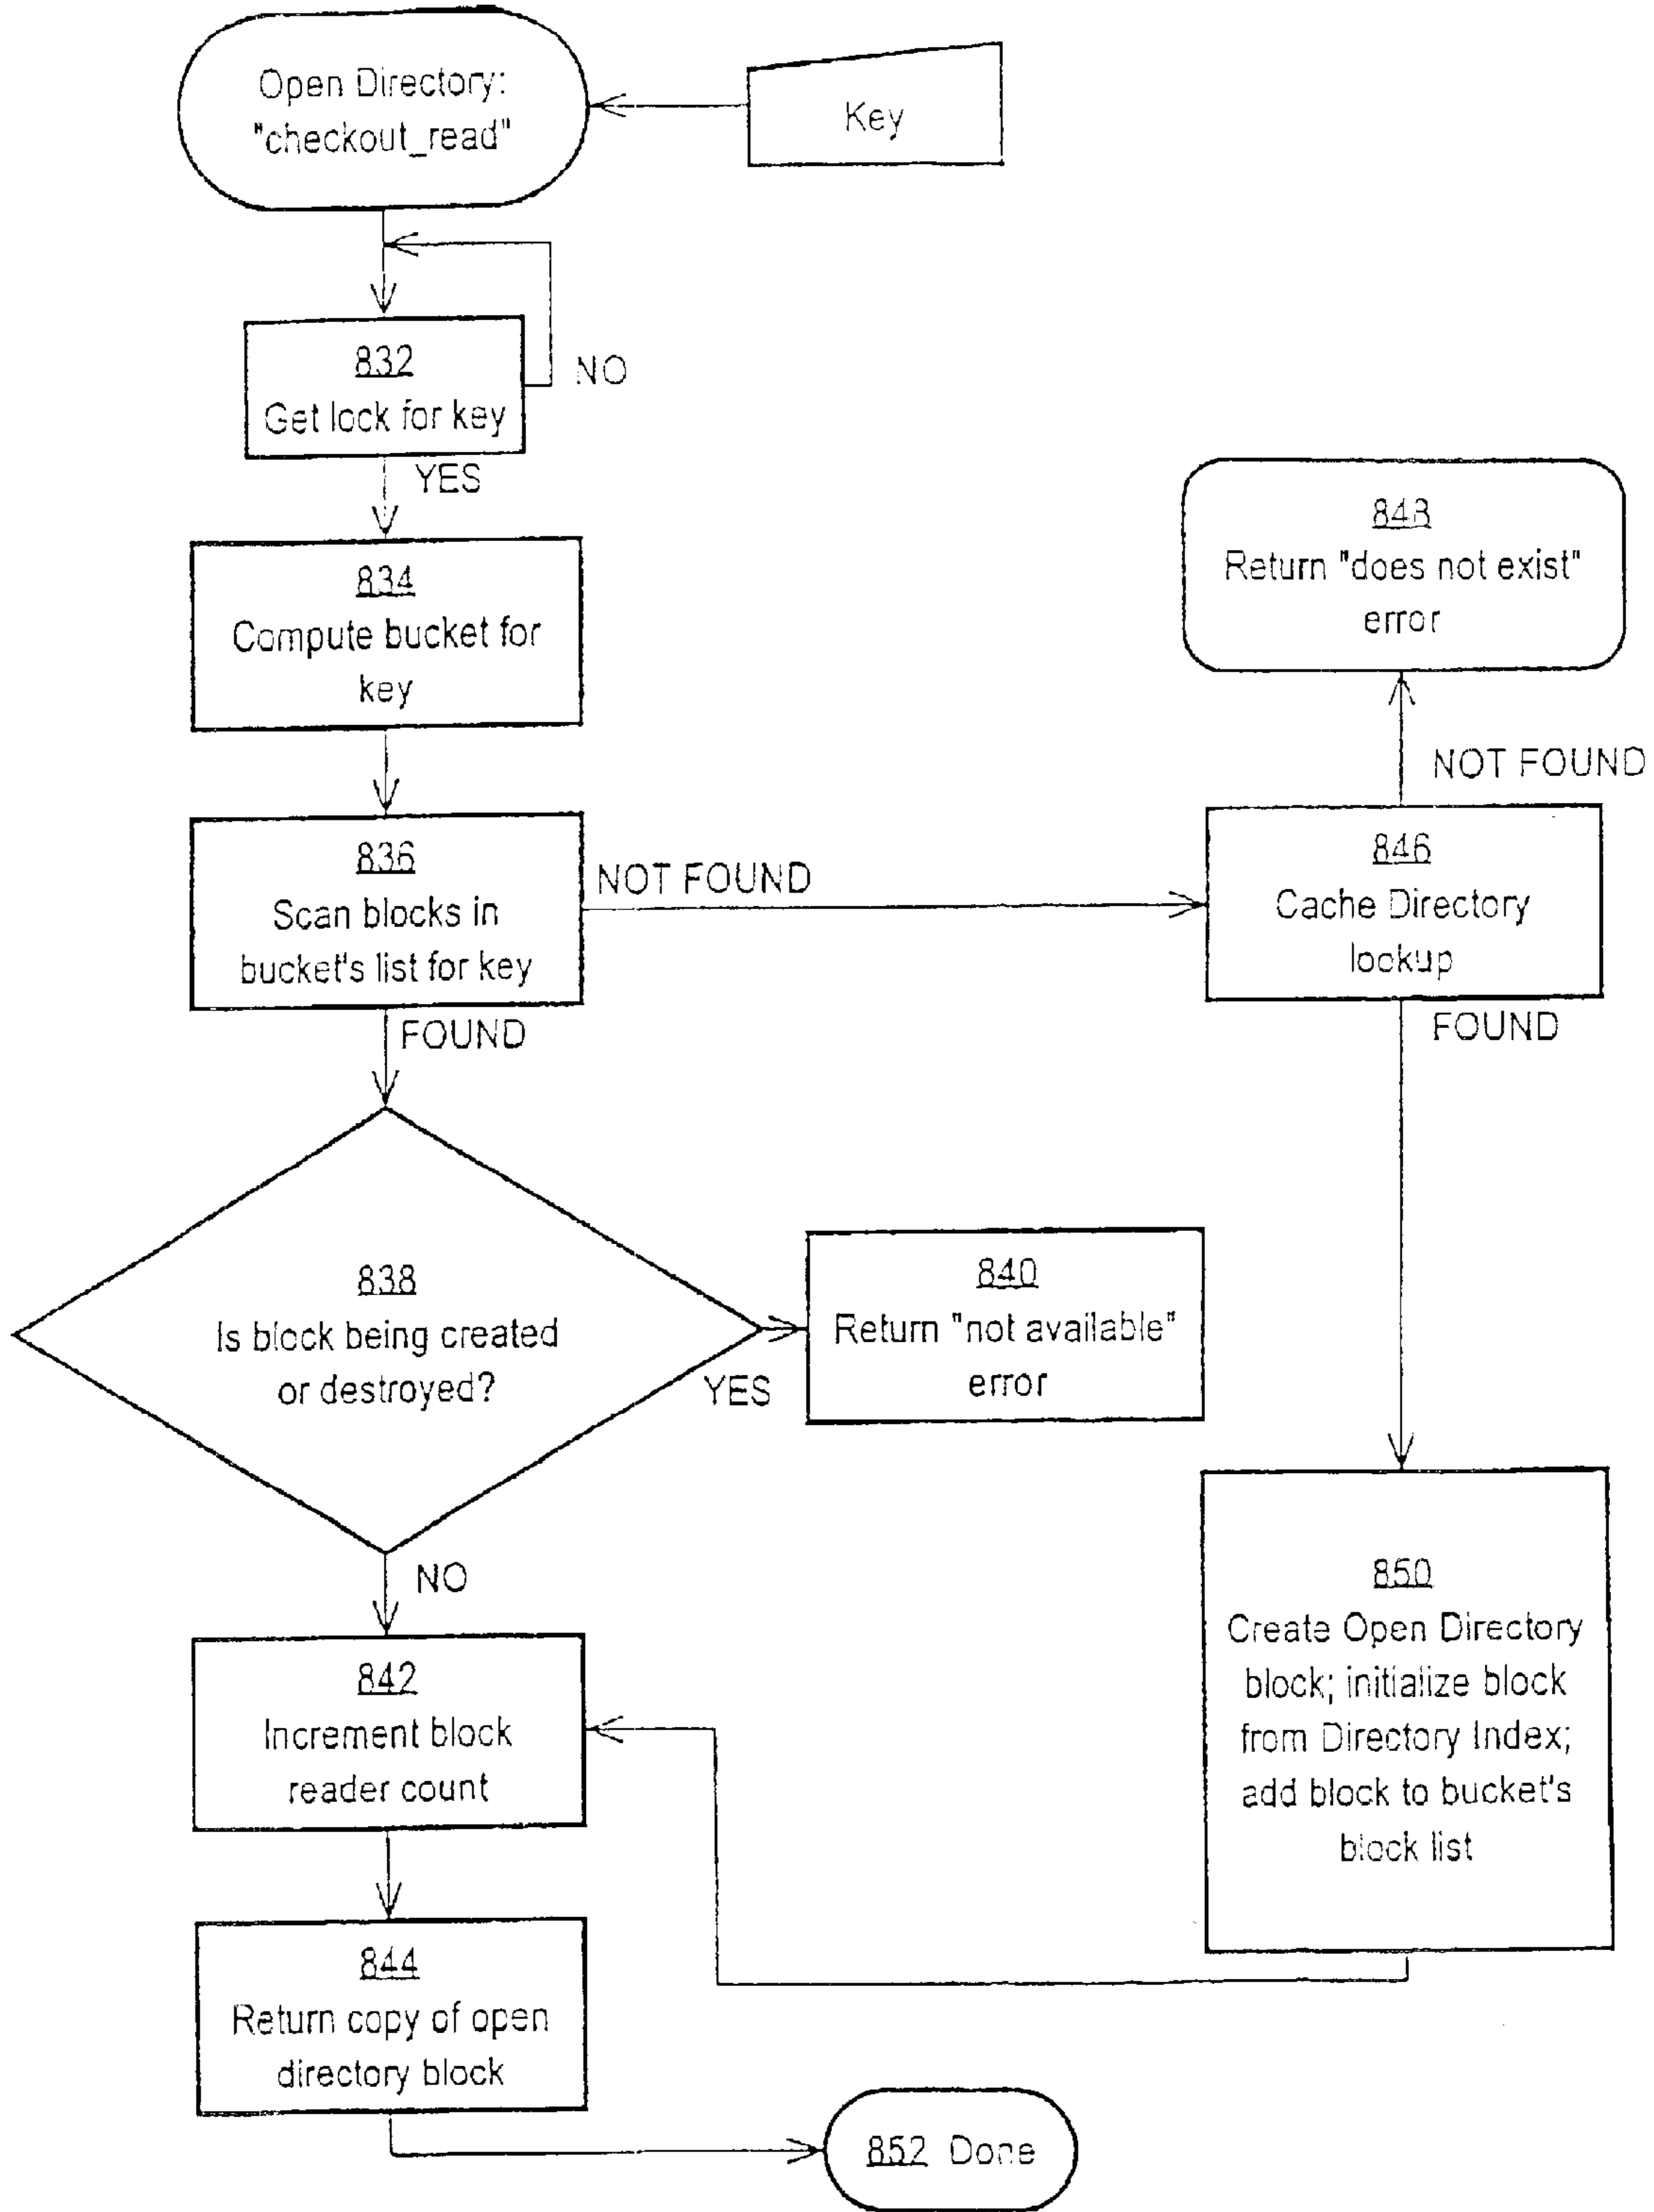 Open Directory:
"checkout_read"
Key
832
Get lock for key
NO
YES
834
Compute bucket for
key
836
Scan blocks in
bucket's list for key
NOT FOUND
FOUND
848
Return "does not exist"
error
NOT FOUND
846
Cache Directory
lookup
FOUND
838
Is block being created
or destroyed?
YES
840
Return "not available"
error
NO
842
Increment block
reader count
850
Create Open Directory
block; initialize block
from Directory Index;
add block to bucket's
block list
844
Return copy of open
directory block
852 Done